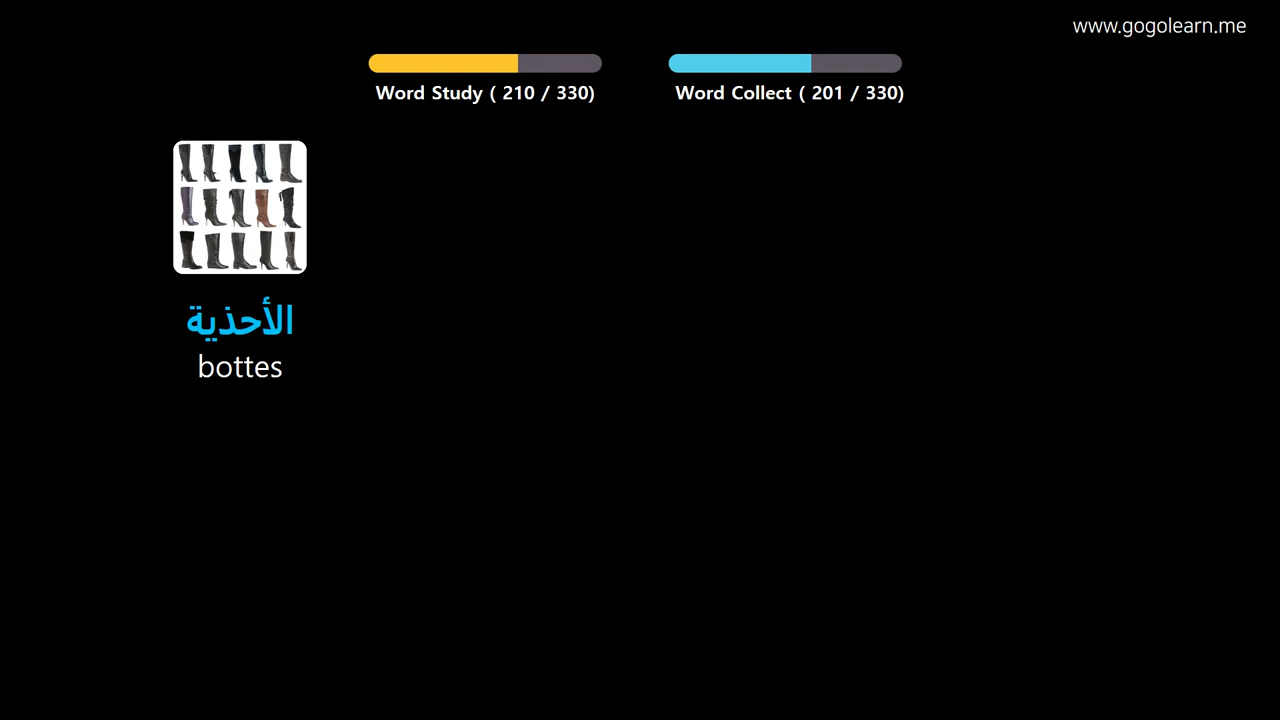 www.gogolearn.me
Word Study ( 210 / 330)
Word Collect ( 201 / 330)
الأحذية
bottes